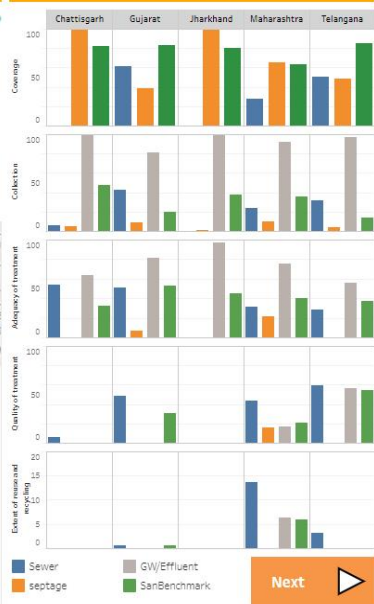 Chattisgarh Gujarat Jharkhand Maharashtra Telangana
Coverage
100
50
0
Collection
100
50
0
Adequacy of treatment
100
50
0
Quality of treatment
100
50
0
Extent of reuse and
recycling
20
15
10
5
0
Sewer GW/Effluent
septage SanBenchmark
Next